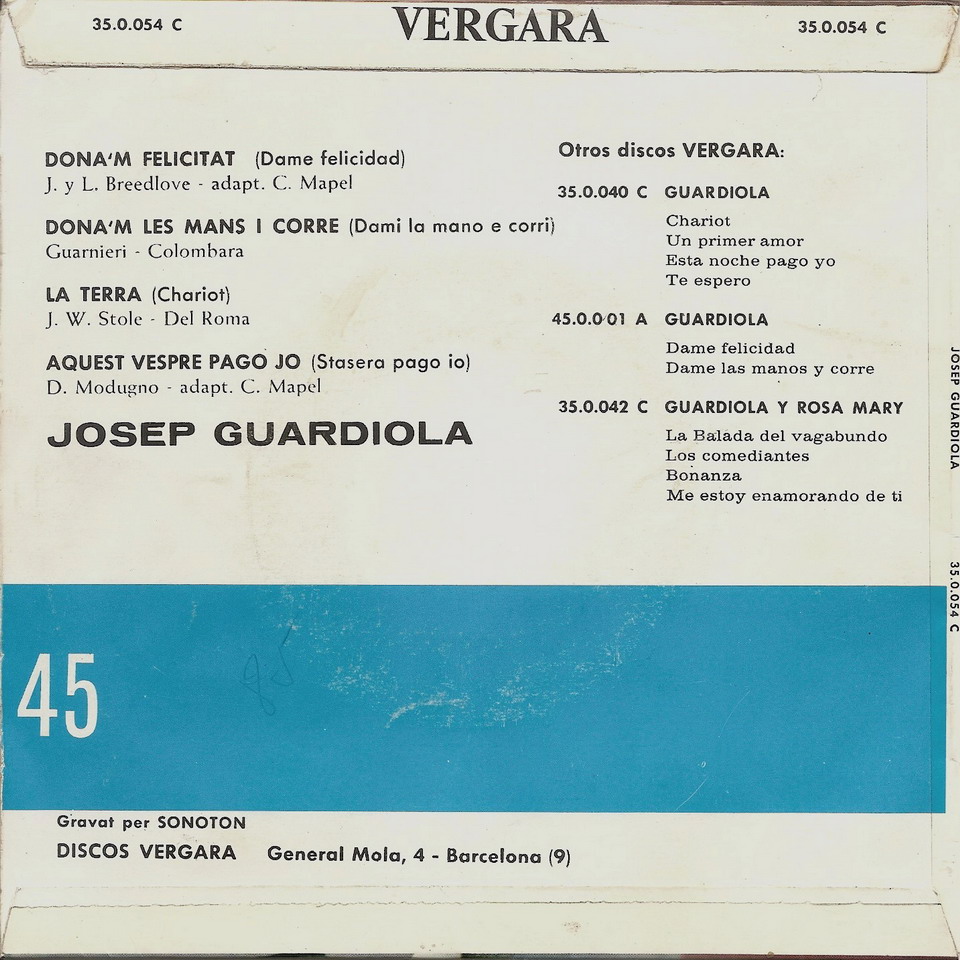 35.0.054 C
VERGARA
35.0.054 C
DONA'M FELICITAT (Dame felicidad)
J. y L. Breedlove - adapt. C. Mapel
DONA'M LES MANS I CORRE (Dami la mano e corri)
Guarnieri - Colombara
LA TERRA (Chariot)
J. W. Stole - Del Roma
AQUEST VESPRE PAGO JO (Stasera pago io)
D. Modugno - adapt. C. Mapel
JOSEP GUARDIOLA
Otros discos VERGARA:
35.0.040 C GUARDIOLA
Chariot
Un primer amor
Esta noche pago yo
Te espero
45.0.001 A GUARDIOLA
Dame felicidad
Dame las manos y corre
35.0.042 C GUARDIOLA Y ROSA MARY
La Balada del vagabundo
Los comediantes
Bonanza
Me estoy enamorando de ti
JOSEP GUARDIOLA
35.0.054 C
45
Gravat per SONOTON
DISCOS VERGARA General Mola, 4 - Barcelona (9)